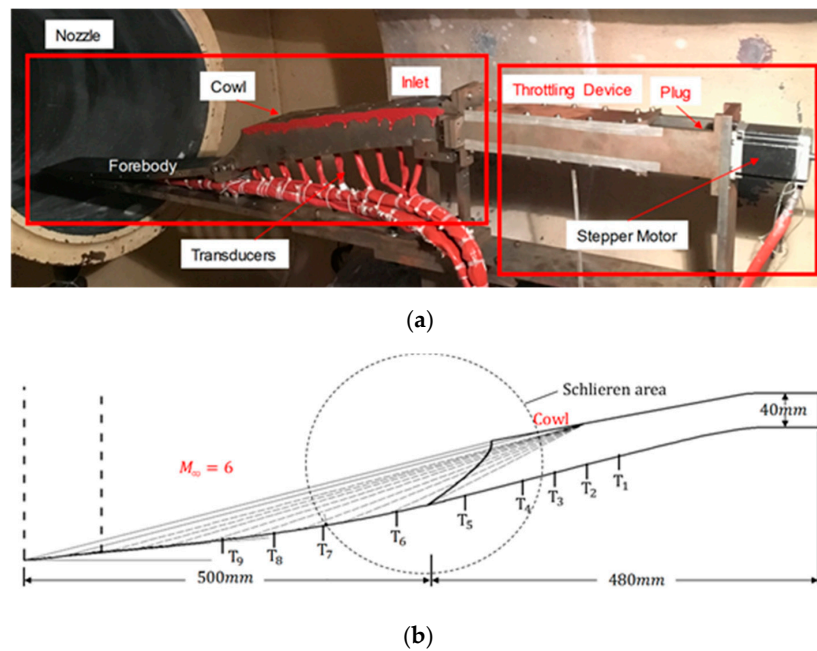 Nozzle
Cowl
Inlet
Throttling Device
Plug
Forebody
Transducers
Stepper Motor
(a)
Schlieren area
Cowl
40mm
M∞ = 6
T1
T2
T3
T4
T5
T6
T7
T8
T9
500mm
480mm
(b)